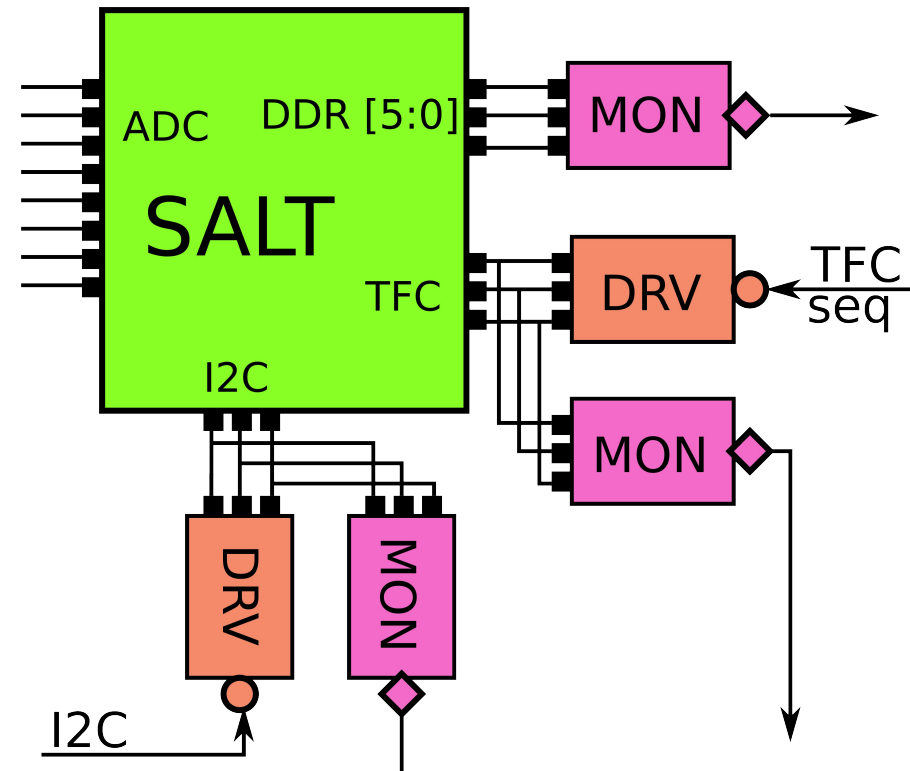 ADC
DDR [5:0]
MON
SALT
TFC
DRV
TFC
seq
I2C
MON
DRV
MON
I2C